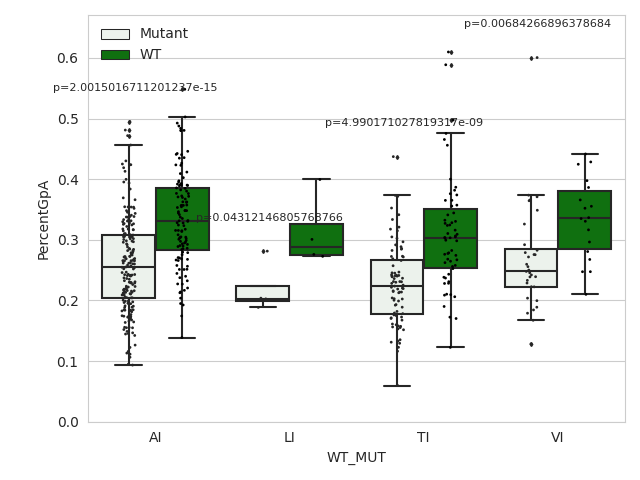 p=0.00684266896378684
Mutant
WT
p=2.0015016711201237e-15
p=4.990171027819317e-09
p=0.04312146805768766
0.6
0.5
0.4
0.3
0.2
0.1
0.0
PercentGpA
AI LI TI VI
WT_MUT